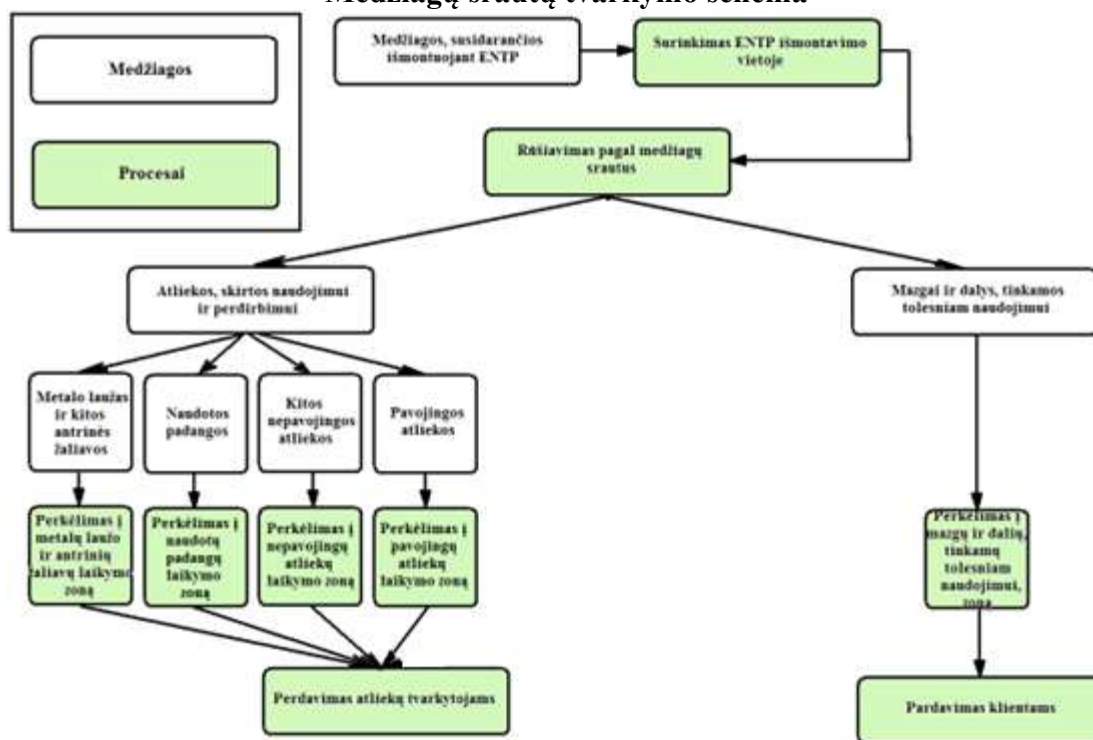 Medžiagų srautų tvarkymo schema
Medžiagos
Procesai
Medžiagos, susidarančios
išmontuojant ENTP
Surinkimas ENTP išmontavimo
vietoje
Rūšiavimas pagal medžiagų
srautus
Atliekos, skirtos naudojimui
ir perdirbimui
Mazgai ir dalys, tinkamos
tolesniam naudojimui
Metalo laužas
ir kitos
antrinės
žaliavos
Naudotos
padangos
Kitos
nepavojingos
atliekos
Pavojingos
atliekos
Perkėlimas į
metalų laužo
ir antrinių
žaliavų laikymo
zoną
Perkėlimas į
naudotų
padangų
laikymo
zoną
Perkėlimas į
nepavojingų
atliekų
laikymo zoną
Perkėlimas į
pavojingų
atliekų
laikymo zoną
Perkėlimas į
mazgų ir dalių,
tinkamų
tolesniam
naudojimui,
zoną
Perdavimas atliekų tvarkytojams
Pardavimas klientams